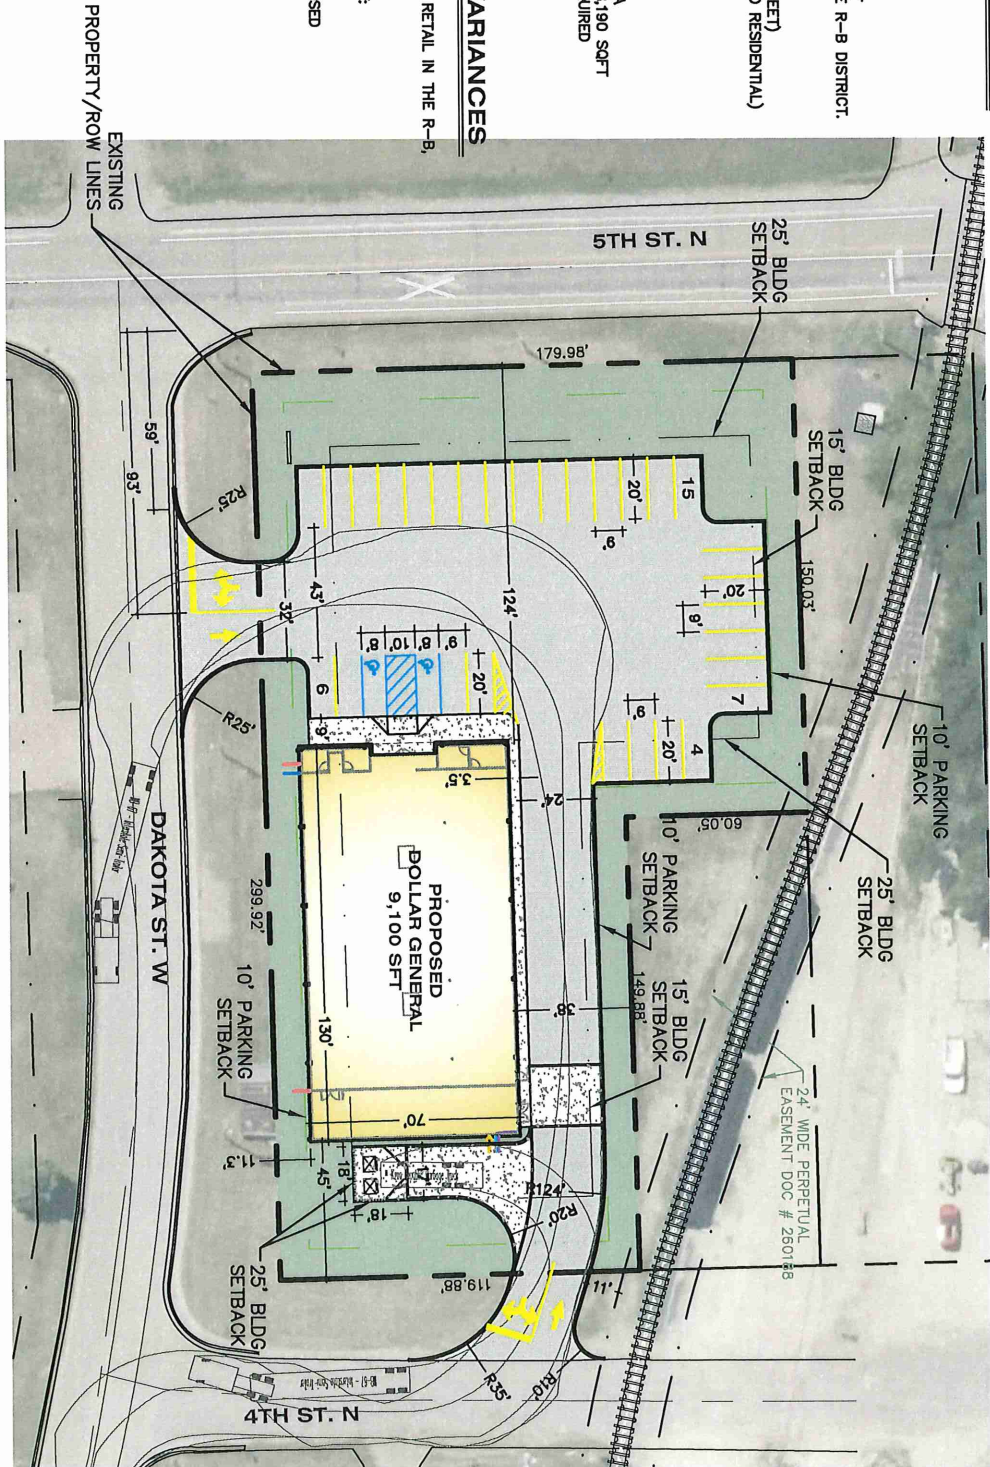 E R-B DISTRICT.
EET)
O RESIDENTIAL)
,190 SQFT
UIRED
ARIANCES
RETAIL IN THE R-B,
SED
EXISTING
PROPERTY/ROW LINES
5TH ST. N
25' BLDG
SETBACK
179.98'
15' BLDG
SETBACK
150.03'
10' PARKING
SETBACK
25' BLDG
SETBACK
59'
93'
R25'
15
20'
9'
20'
9'
7
124'
43'
32'
8' 10' 8' 9'
20'
6
9'
9'
20'
4
R25'
3.5'
24'
60.05'
10' PARKING
SETBACK
PROPOSED
DOLLAR GENERAL
9,100 SFT
15' BLDG
SETBACK
149.88'
38'
130'
70'
DAKOTA ST. W
299.92'
10' PARKING
SETBACK
24' WIDE PERPETUAL
EASEMENT DOC # 260188
11.3'
45'
18'
18'
R124'
R20'
25' BLDG
SETBACK
119.88'
11'
R35'
R10'
4TH ST. N